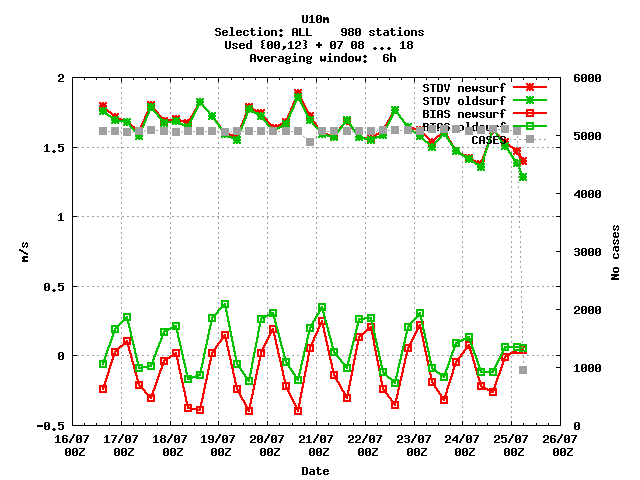 U10m
Selection: ALL 980 stations
Used {00,12} + 07 08 ... 18
Averaging window: 6h
STDV newsurf
STDV oldsurf
BIAS newsurf
BIAS oldsurf
CASES
2
1.5
1
0.5
0
-0.5
m/s
6000
5000
4000
3000
2000
1000
0
No cases
16/07 17/07 18/07 19/07 20/07 21/07 22/07 23/07 24/07 25/07 26/07
00Z 00Z 00Z 00Z 00Z 00Z 00Z 00Z 00Z 00Z 00Z
Date